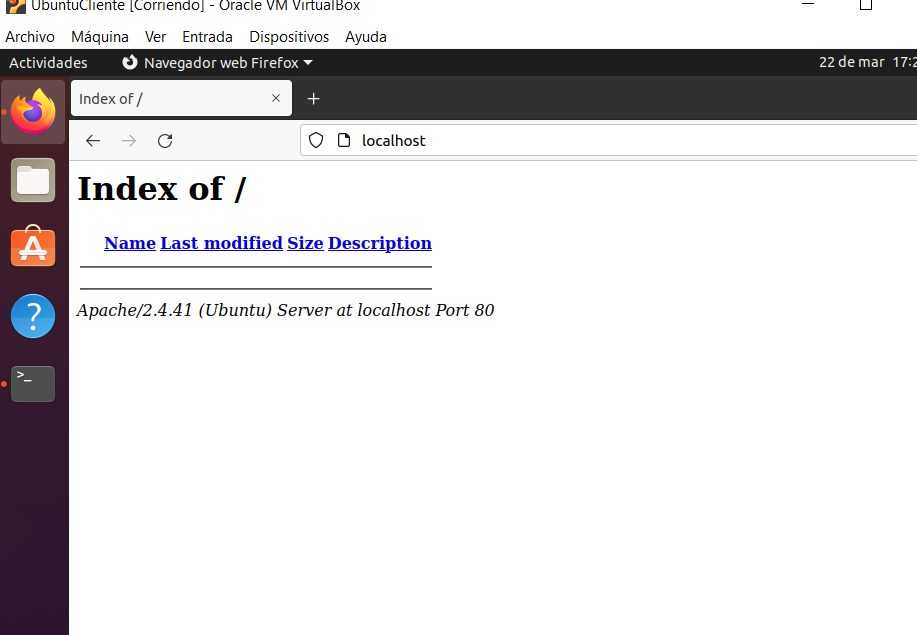 UbuntuCliente [Corriendo] - Oracle VM VirtualBox
Archivo Máquina Ver Entrada Dispositivos Ayuda
Actividades Navegador web Firefox 22 de mar 17:2
Index of /
localhost
Index of /
Name Last modified Size Description
Apache/2.4.41 (Ubuntu) Server at localhost Port 80